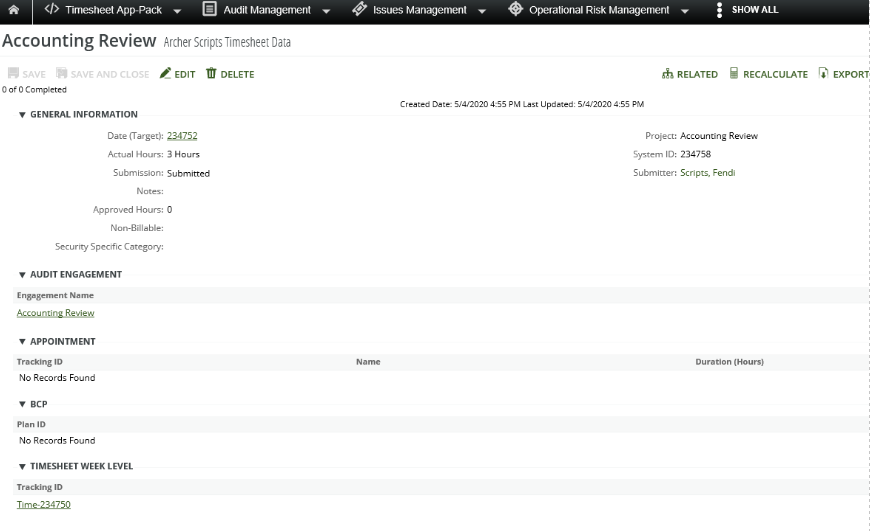 Timesheet App-Pack Audit Management Issues Management Operational Risk Management SHOW ALL
Accounting Review Archer Scripts Timesheet Data
SAVE SAVE AND CLOSE EDIT DELETE RELATED RECALCULATE EXPORT
0 of 0 Completed
Created Date: 5/4/2020 4:55 PM Last Updated: 5/4/2020 4:55 PM
GENERAL INFORMATION
Date (Target): 234752 Project: Accounting Review
Actual Hours: 3 Hours System ID: 234758
Submission: Submitted Submitter: Scripts, Fendi
Notes:
Approved Hours: 0
Non-Billable:
Security Specific Category:
AUDIT ENGAGEMENT
Engagement Name
Accounting Review
APPOINTMENT
Tracking ID Name Duration (Hours)
No Records Found
BCP
Plan ID
No Records Found
TIMESHEET WEEK LEVEL
Tracking ID
Time-234750